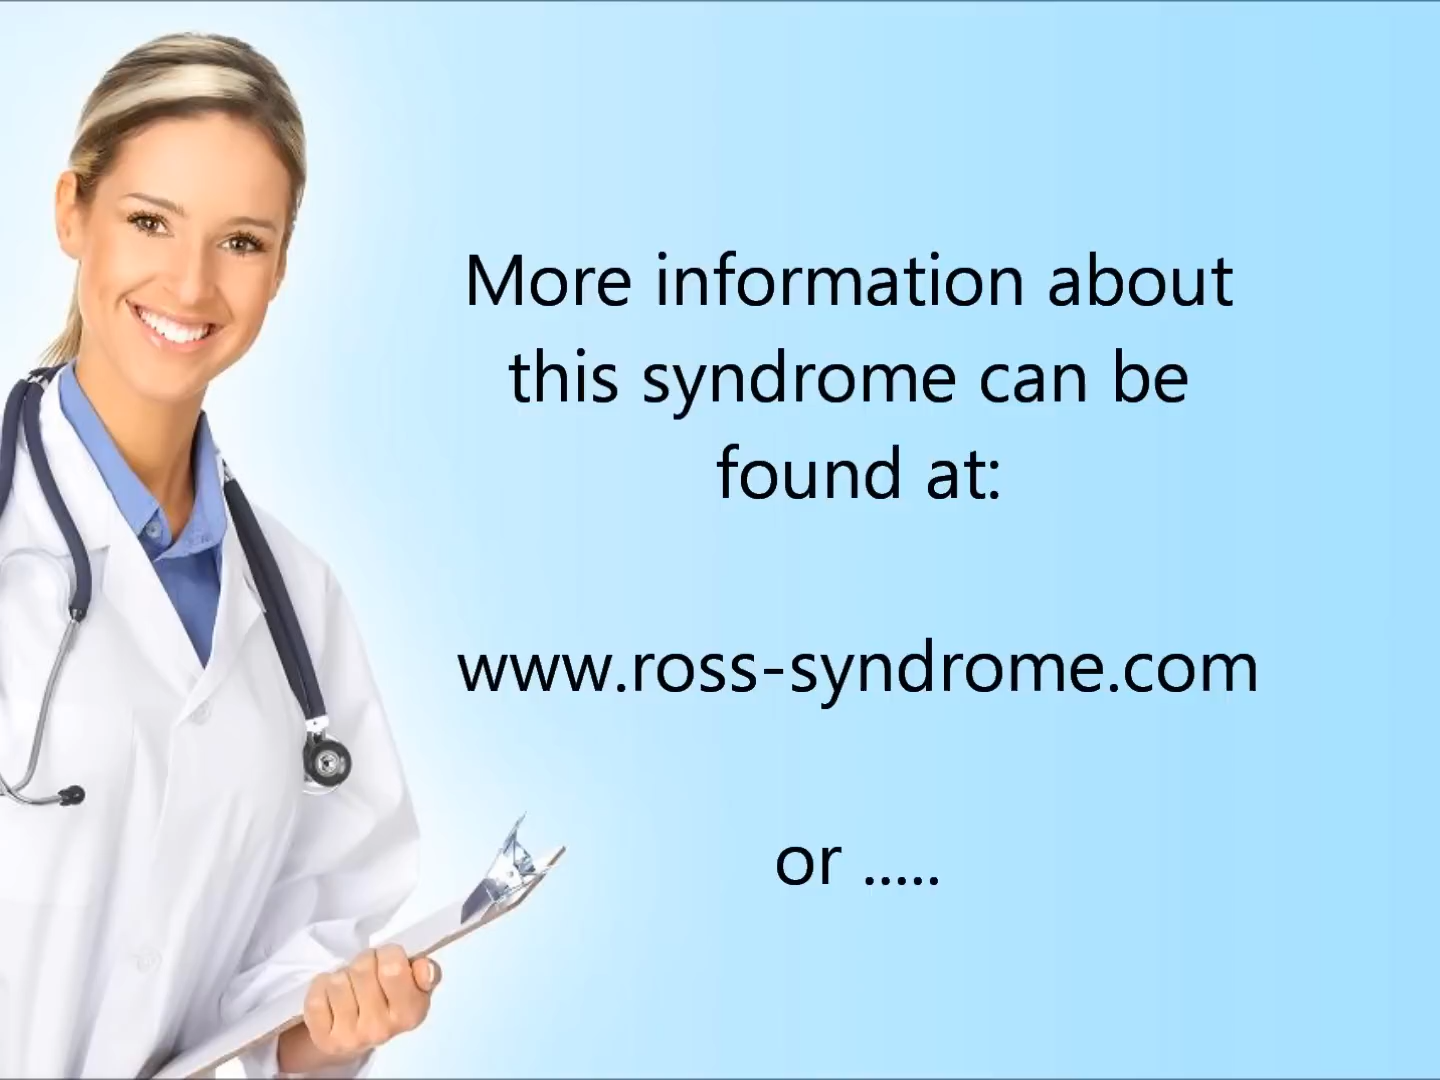 More information about
this syndrome can be
found at:
www.ross-syndrome.com
or .....